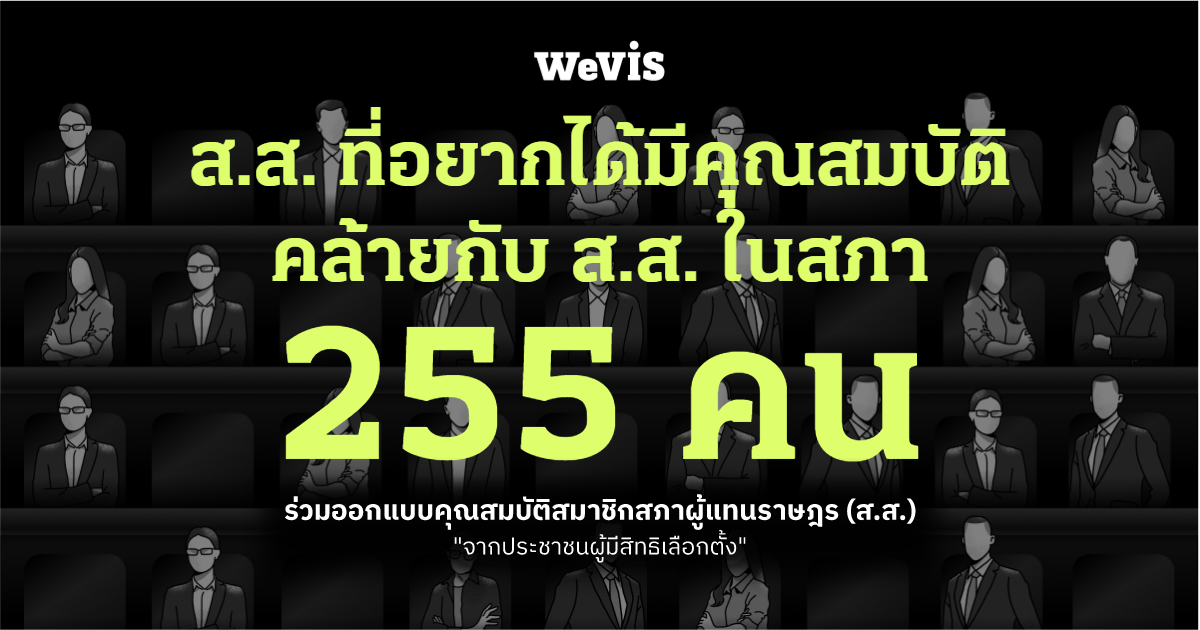 WeVIS
ส.ส. ที่อยากได้มีคุณสมบัติ
คล้ายกับ ส.ส. ในสภา
255 คน
ร่วมออกแบบคุณสมบัติสมาชิกสภาผู้แทนราษฎร (ส.ส.)
"จากประชาชนผู้มีสิทธิเลือกตั้ง"